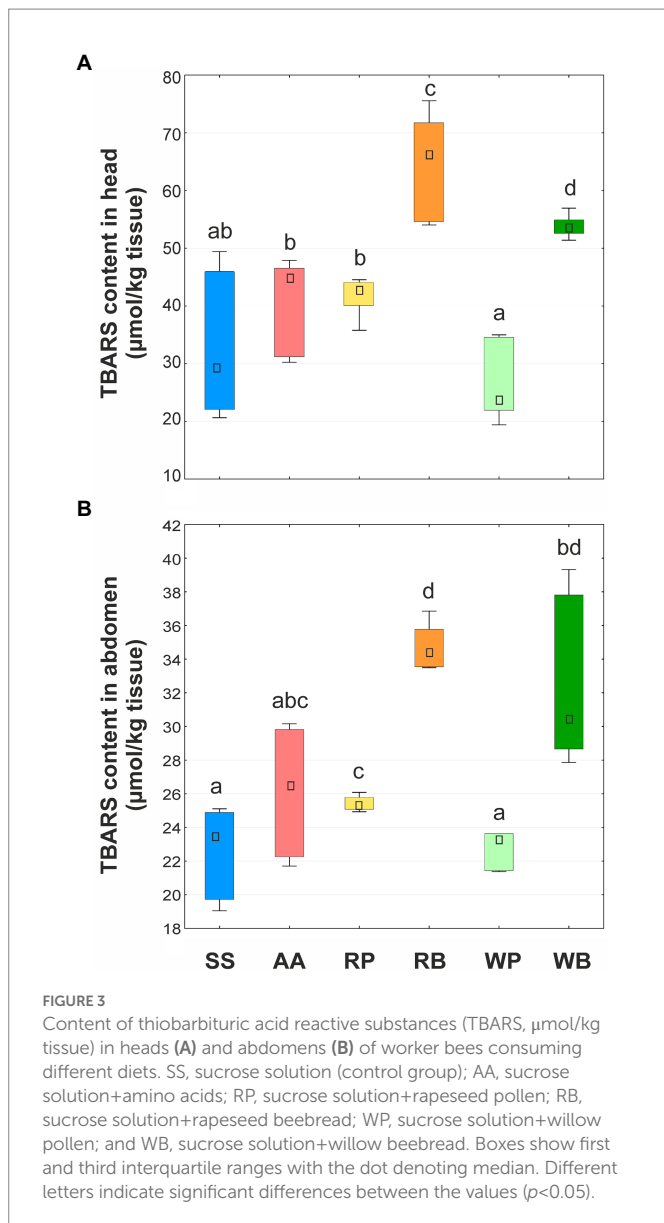 A
TBARS content in head
(µmol/kg tissue)
80
70
60
50
40
30
20
10
ab
b
b
c
a
d
B
TBARS content in abdomen
(µmol/kg tissue)
42
40
38
36
34
32
30
28
26
24
22
20
18
a
abc
c
d
a
bd
SS AA RP RB WP WB
FIGURE 3
Content of thiobarbituric acid reactive substances (TBARS, μmol/kg
tissue) in heads (A) and abdomens (B) of worker bees consuming
different diets. SS, sucrose solution (control group); AA, sucrose
solution+amino acids; RP, sucrose solution+rapeseed pollen; RB,
sucrose solution+rapeseed beebread; WP, sucrose solution+willow
pollen; and WB, sucrose solution+willow beebread. Boxes show first
and third interquartile ranges with the dot denoting median. Different
letters indicate significant differences between the values (p<0.05).